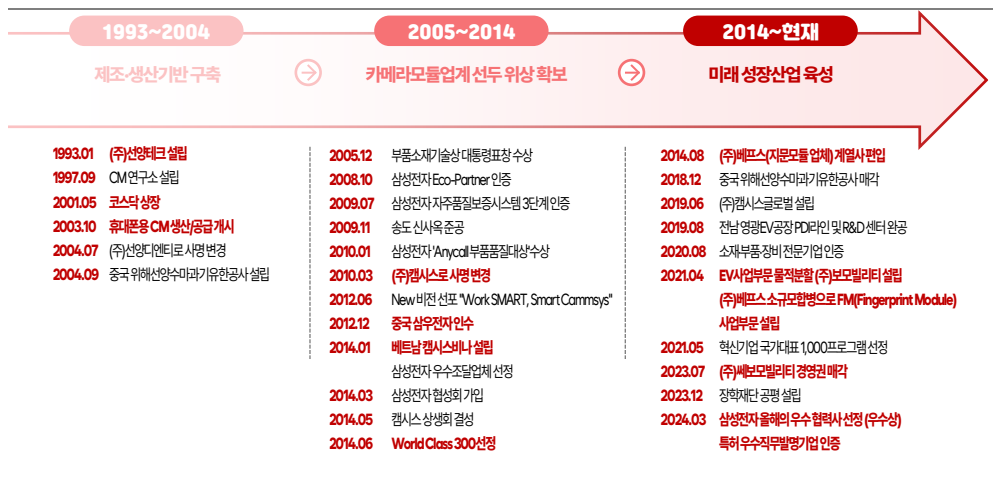 1993~2004
제조·생산기반 구축
2005~2014
카메라모듈업계 선두 위상 확보
2014~현재
미래 성장산업 육성
1993.01 (주)선양테크 설립
1997.09 CM 연구소 설립
2001.05 코스닥 상장
2003.10 휴대폰용 CM 생산/공급 개시
2004.07 (주)선양디엔티로 사명 변경
2004.09 중국 위해선양수마과기유한공사 설립
2005.12 부품소재기술상 대통령표창 수상
2008.10 삼성전자 Eco-Partner 인증
2009.07 삼성전자 자주품질보증시스템 3단계 인증
2009.11 송도 신사옥 준공
2010.01 삼성전자 'Anycall 부품품질대상' 수상
2010.03 (주)캠시스로 사명 변경
2012.06 New 비전 선포 "Work SMART, Smart Cammsys"
2012.12 중국 삼우전자 인수
2014.01 베트남 캠시스비나 설립
삼성전자 우수조달업체 선정
2014.03 삼성전자 협성회 가입
2014.05 캠시스 상생회 결성
2014.06 World Class 300선정
2014.08 (주)베프스(지문모듈 업체) 계열사 편입
2018.12 중국 위해선양수마과기유한공사 매각
2019.06 (주)캠시스글로벌 설립
2019.08 전남 영광EV공장 PDI라인 및 R&D 센터 완공
2020.08 소재·부품·장비 전문기업 인증
2021.04 EV사업부문 물적분할 (주)보모빌리티 설립
(주)베프스 소규모합병으로 FM(Fingerprint Module)
사업부문 설립
2021.05 혁신기업 국가대표 1,000프로그램 선정
2023.07 (주)쎄보모빌리티 경영권 매각
2023.12 장학재단 공평 설립
2024.03 삼성전자 올해의 우수 협력사 선정 (우수상)
특허 우수직무발명기업 인증